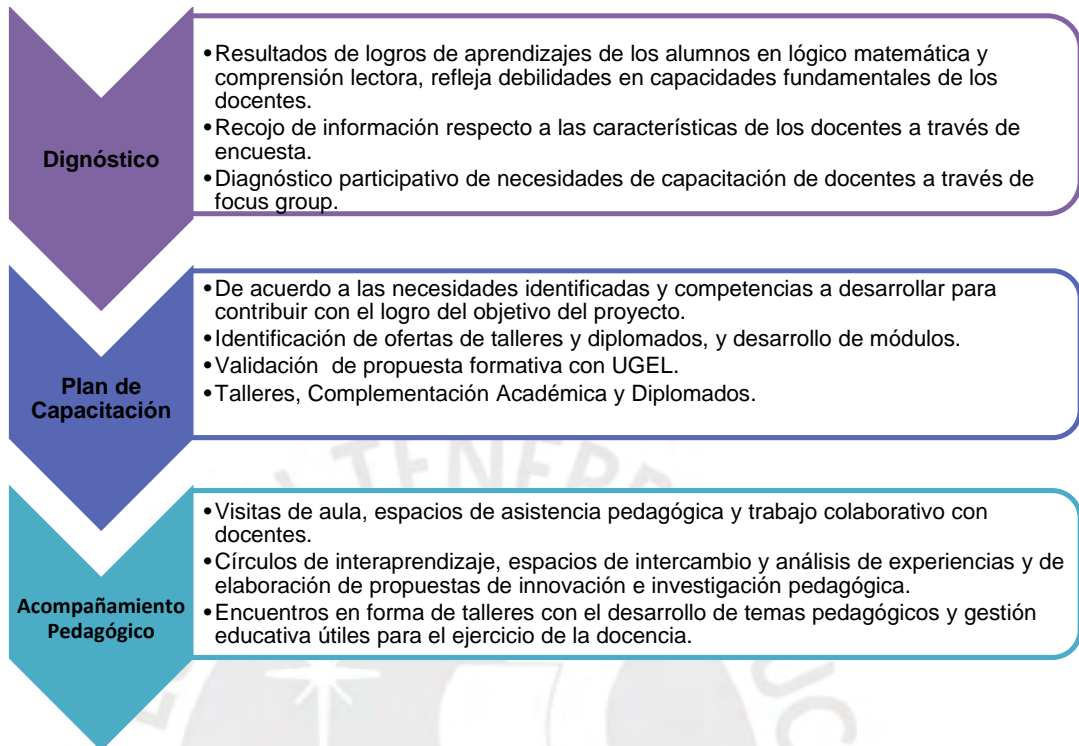 Dignóstico
•Resultados de logros de aprendizajes de los alumnos en lógico matemática y
comprensión lectora, refleja debilidades en capacidades fundamentales de los
docentes.
•Recojo de información respecto a las características de los docentes a través de
encuesta.
•Diagnóstico participativo de necesidades de capacitación de docentes a través de
focus group.
Plan de
Capacitación
•De acuerdo a las necesidades identificadas y competencias a desarrollar para
contribuir con el logro del objetivo del proyecto.
•Identificación de ofertas de talleres y diplomados, y desarrollo de módulos.
•Validación de propuesta formativa con UGEL.
•Talleres, Complementación Académica y Diplomados.
Acompañamiento
Pedagógico
•Visitas de aula, espacios de asistencia pedagógica y trabajo colaborativo con
docentes.
•Círculos de interaprendizaje, espacios de intercambio y análisis de experiencias y de
elaboración de propuestas de innovación e investigación pedagógica.
•Encuentros en forma de talleres con el desarrollo de temas pedagógicos y gestión
educativa útiles para el ejercicio de la docencia.